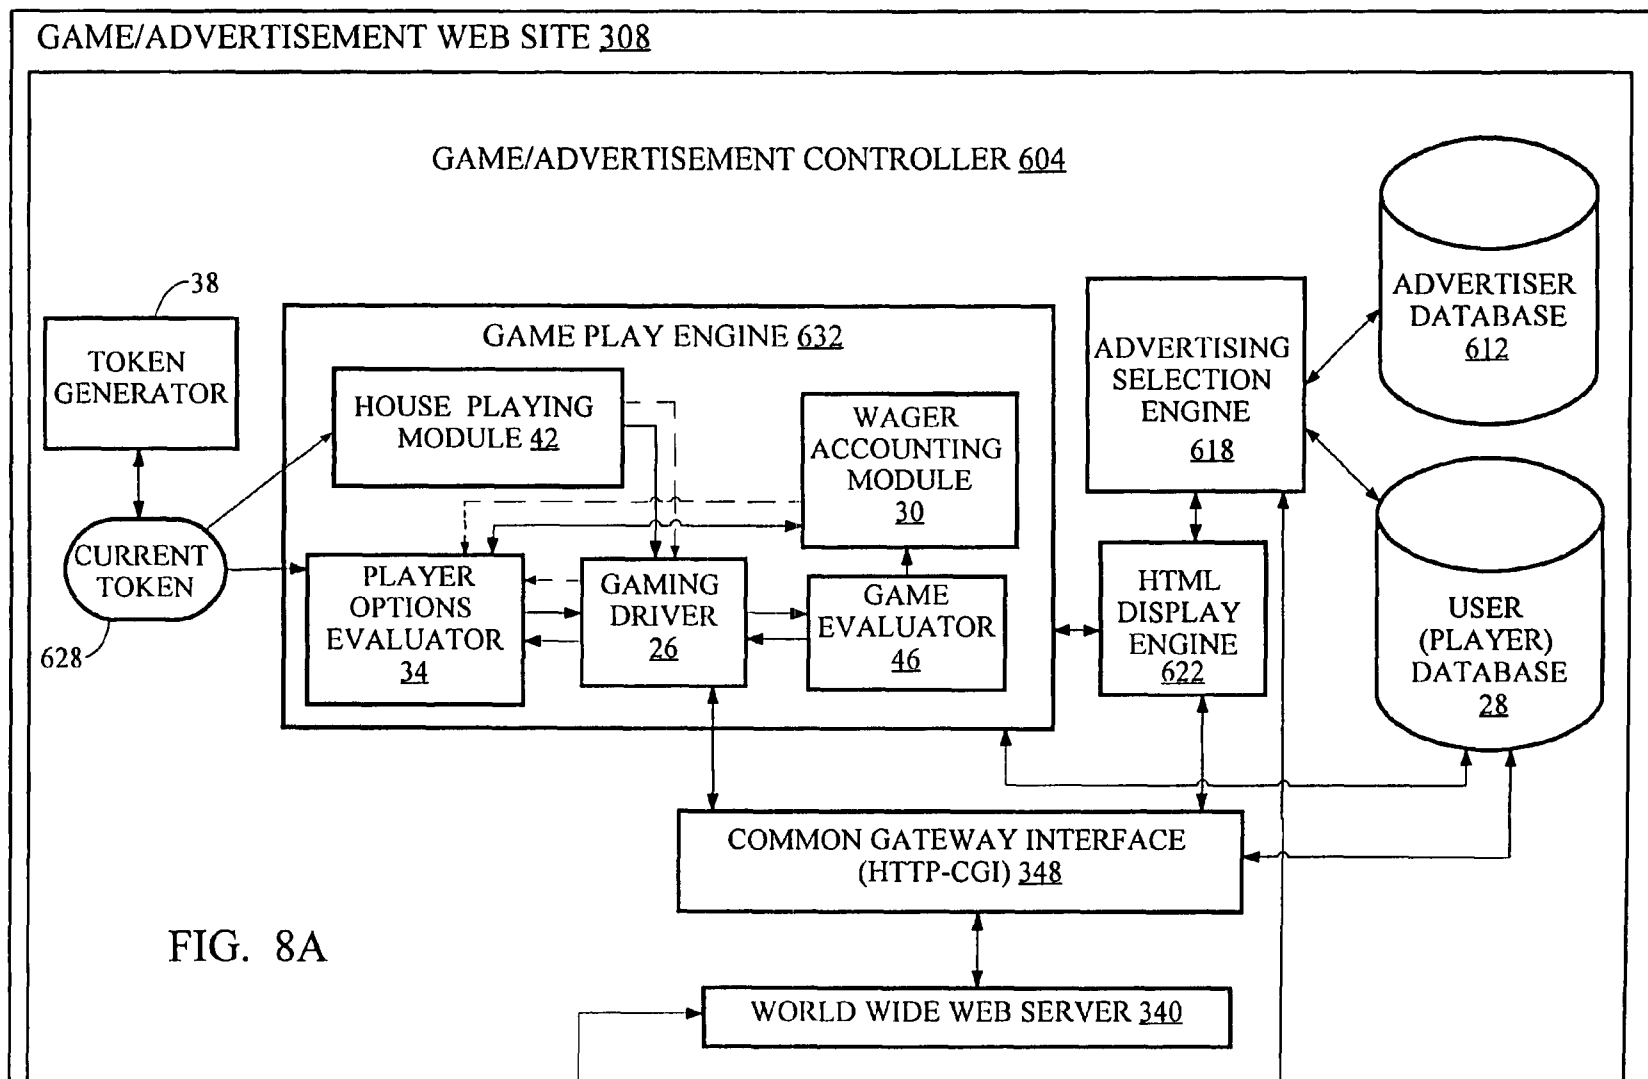 GAME/ADVERTISEMENT WEB SITE 308
GAME/ADVERTISEMENT CONTROLLER 604
38
TOKEN
GENERATOR
CURRENT
TOKEN
628
GAME PLAY ENGINE 632
HOUSE PLAYING
MODULE 42
WAGER
ACCOUNTING
MODULE
30
PLAYER
OPTIONS
EVALUATOR
34
GAMING
DRIVER
26
GAME
EVALUATOR
46
ADVERTISING
SELECTION
ENGINE
618
HTML
DISPLAY
ENGINE
622
ADVERTISER
DATABASE
612
USER
(PLAYER)
DATABASE
28
COMMON GATEWAY INTERFACE
(HTTP-CGI) 348
FIG. 8A
WORLD WIDE WEB SERVER 340